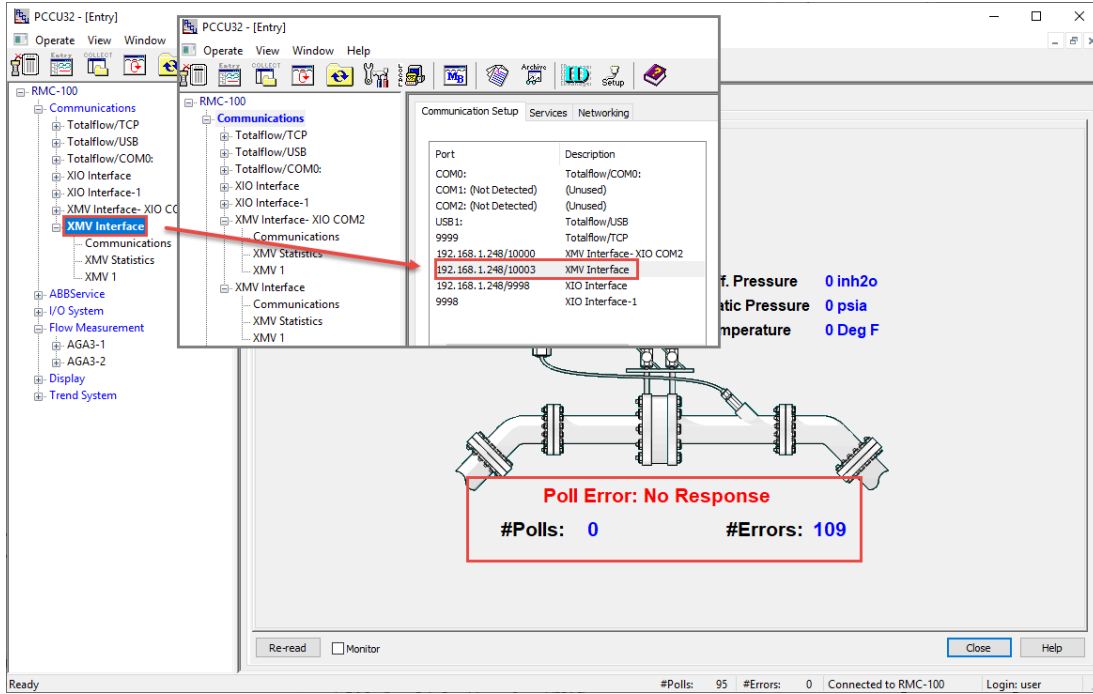 PCCU32 - [Entry]
Operate View Window
Entry
COLLECT
RMC-100
Communications
Totalflow/TCP
Totalflow/USB
Totalflow/COM0:
XIO Interface
XIO Interface-1
XMV Interface- XIO CO
XMV Interface
Communications
XMV Statistics
XMV 1
ABBService
I/O System
Flow Measurement
AGA3-1
AGA3-2
Display
Trend System
PCCU32 - [Entry]
Operate View Window Help
Entry
COLLECT
MB
Archive
ID
Setup
RMC-100
Communications
Totalflow/TCP
Totalflow/USB
Totalflow/COM0:
XIO Interface
XIO Interface-1
XMV Interface- XIO COM2
Communications
XMV Statistics
XMV 1
XMV Interface
Communications
XMV Statistics
XMV 1
Communication Setup Services Networking
Port Description
COM0: Totalflow/COM0:
COM1: (Not Detected) (Unused)
COM2: (Not Detected) (Unused)
USB1: Totalflow/USB
9999 Totalflow/TCP
192.168.1.248/10000 XMV Interface- XIO COM2
192.168.1.248/10003 XMV Interface
192.168.1.248/9998 XIO Interface
9998 XIO Interface-1
f. Pressure 0 inh2o
atic Pressure 0 psia
mperature 0 Deg F
Poll Error: No Response
#Polls: 0 #Errors: 109
Re-read Monitor Close Help
Ready #Polls: 95 #Errors: 0 Connected to RMC-100 Login: user